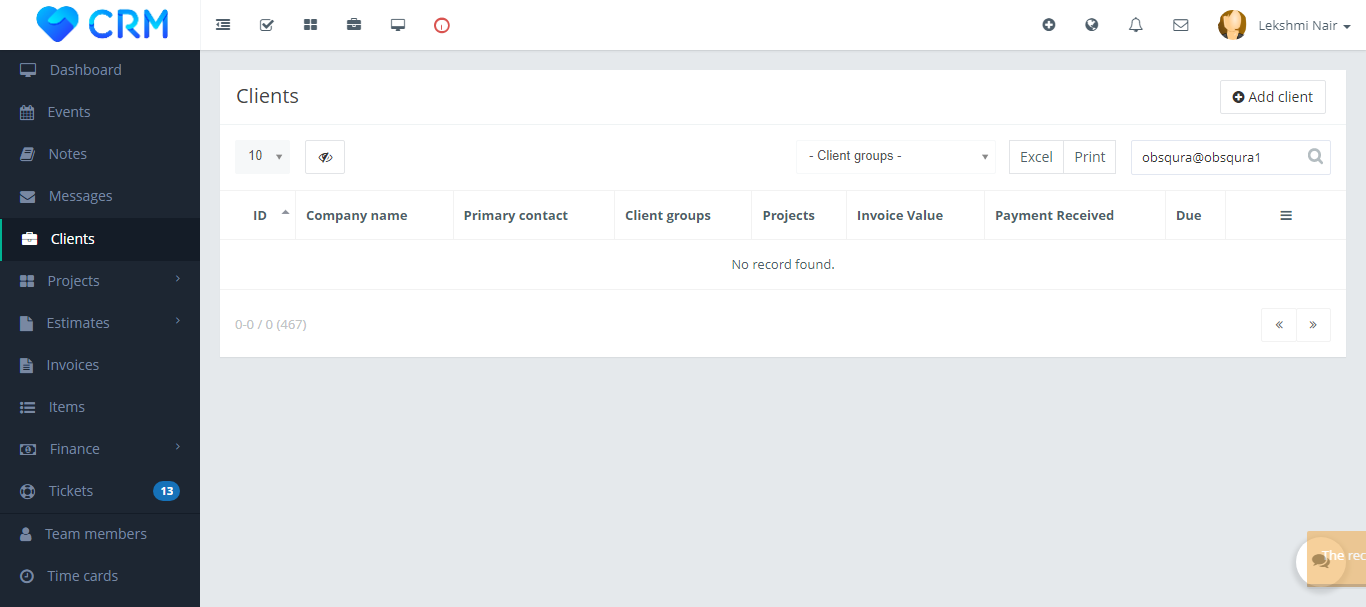 CRM
Lekshmi Nair
Dashboard
Events
Notes
Messages
Clients
Projects
Estimates
Invoices
Items
Finance
Tickets 13
Team members
Time cards
Clients
Add client
10
- Client groups -
Excel Print
obsqura@obsqura1
ID Company name Primary contact Client groups Projects Invoice Value Payment Received Due
No record found.
0-0 / 0 (467)
« »
The rec